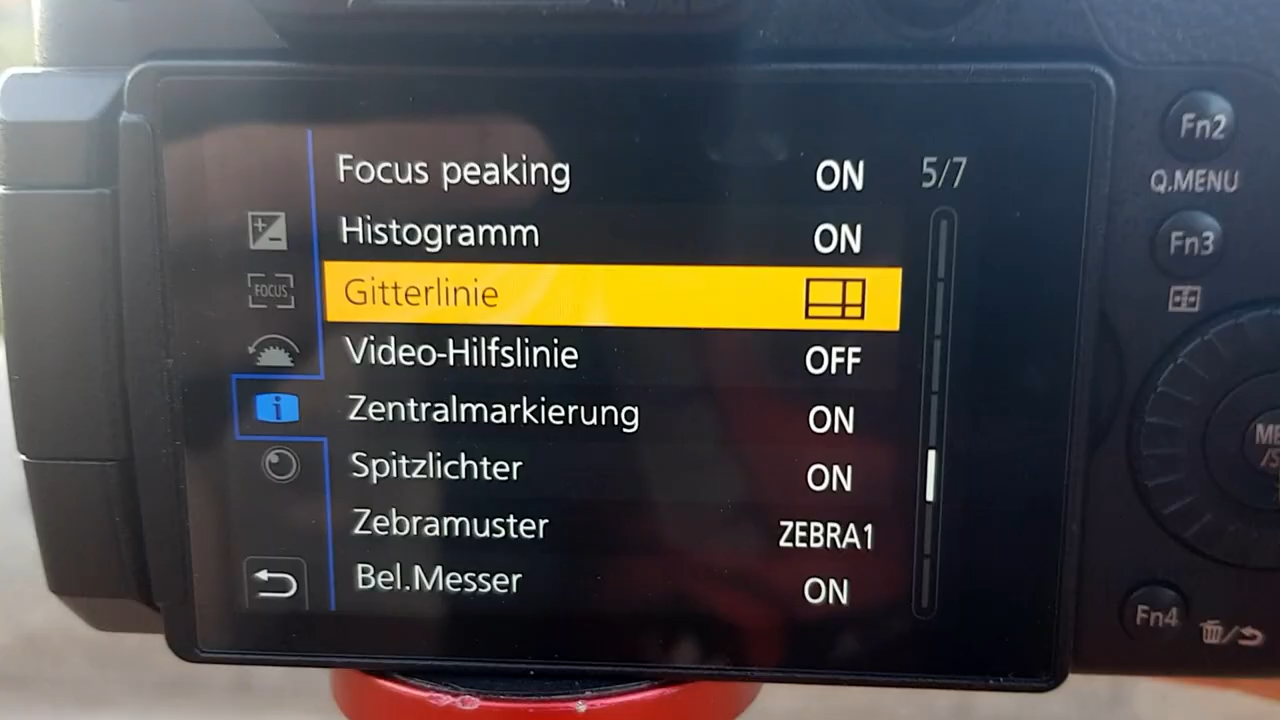 Focus peaking ON 5/7
Histogramm ON
Gitterlinie
Video-Hilfslinie OFF
Zentralmarkierung ON
Spitzlichter ON
Zebramuster ZEBRA1
Bel.Messer ON
FOCUS
i
Fn2
Q.MENU
Fn3
Fn4